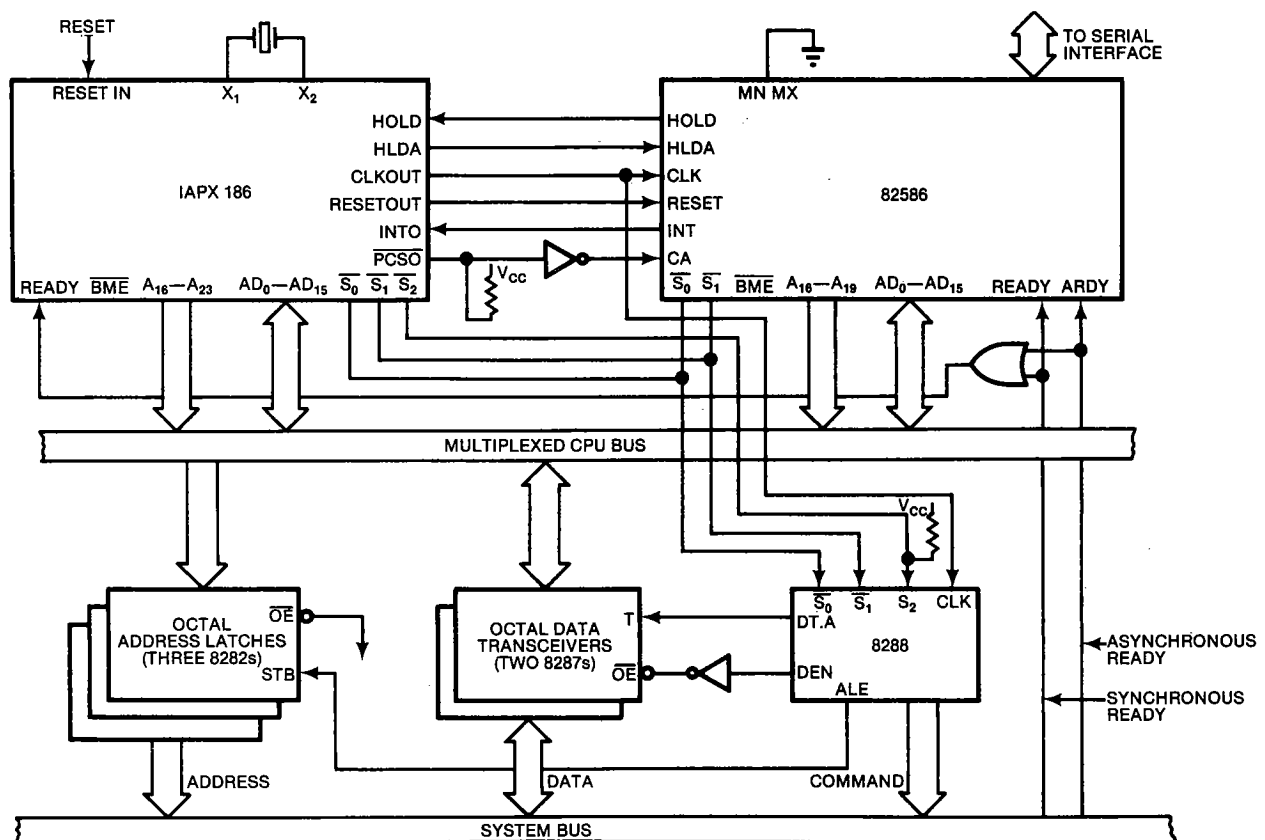 RESET
TO SERIAL
INTERFACE
RESET IN
X1
X2
MN MX
HOLD
HOLD
HLDA
HLDA
CLKOUT
CLK
IAPX 186
82586
RESETOUT
RESET
INTO
INT
PCSO
CA
VCC
READY
BME
A16—A23
AD0—AD15
S0
S1
S2
S0
S1
BME
A16—A19
AD0—AD15
READY
ARDY
MULTIPLEXED CPU BUS
VCC
OCTAL
ADDRESS LATCHES
(THREE 8282s)
OE
STB
OCTAL DATA
TRANSCEIVERS
(TWO 8287s)
T
OE
S0
S1
S2
CLK
DT.A
8288
DEN
ALE
ASYNCHRONOUS
READY
SYNCHRONOUS
READY
ADDRESS
DATA
COMMAND
SYSTEM BUS